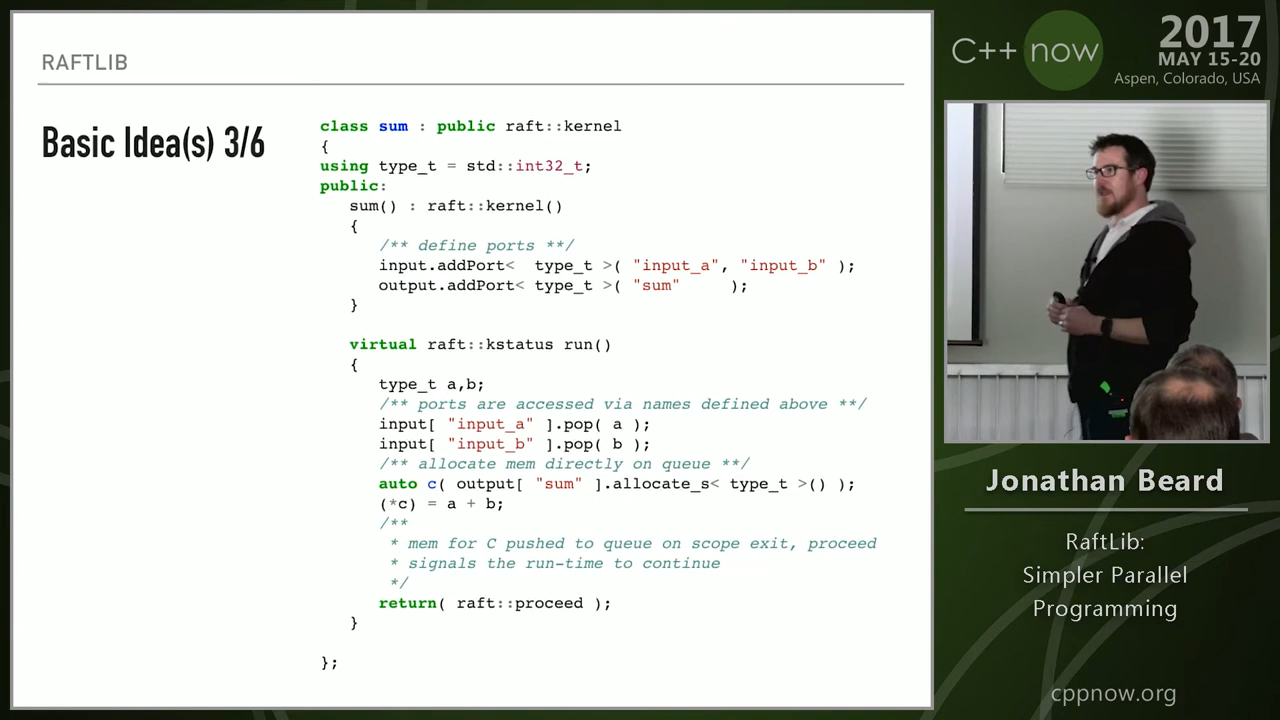 RAFTLIB
Basic Idea(s) 3/6
class sum : public raft::kernel
{
using type_t = std::int32_t;
public:
   sum() : raft::kernel()
   {
      /** define ports **/
      input.addPort<  type_t >( "input_a", "input_b" );
      output.addPort< type_t >( "sum"     );
   }

   virtual raft::kstatus run()
   {
      type_t a,b;
      /** ports are accessed via names defined above **/
      input[ "input_a" ].pop( a );
      input[ "input_b" ].pop( b );
      /** allocate mem directly on queue **/
      auto c( output[ "sum" ].allocate_s< type_t >() );
      (*c) = a + b;
      /**
       * mem for C pushed to queue on scope exit, proceed
       * signals the run-time to continue
       */
      return( raft::proceed );
   }

};
C++ now
2017
MAY 15-20
Aspen, Colorado, USA
Jonathan Beard
RaftLib:
Simpler Parallel
Programming
cppnow.org